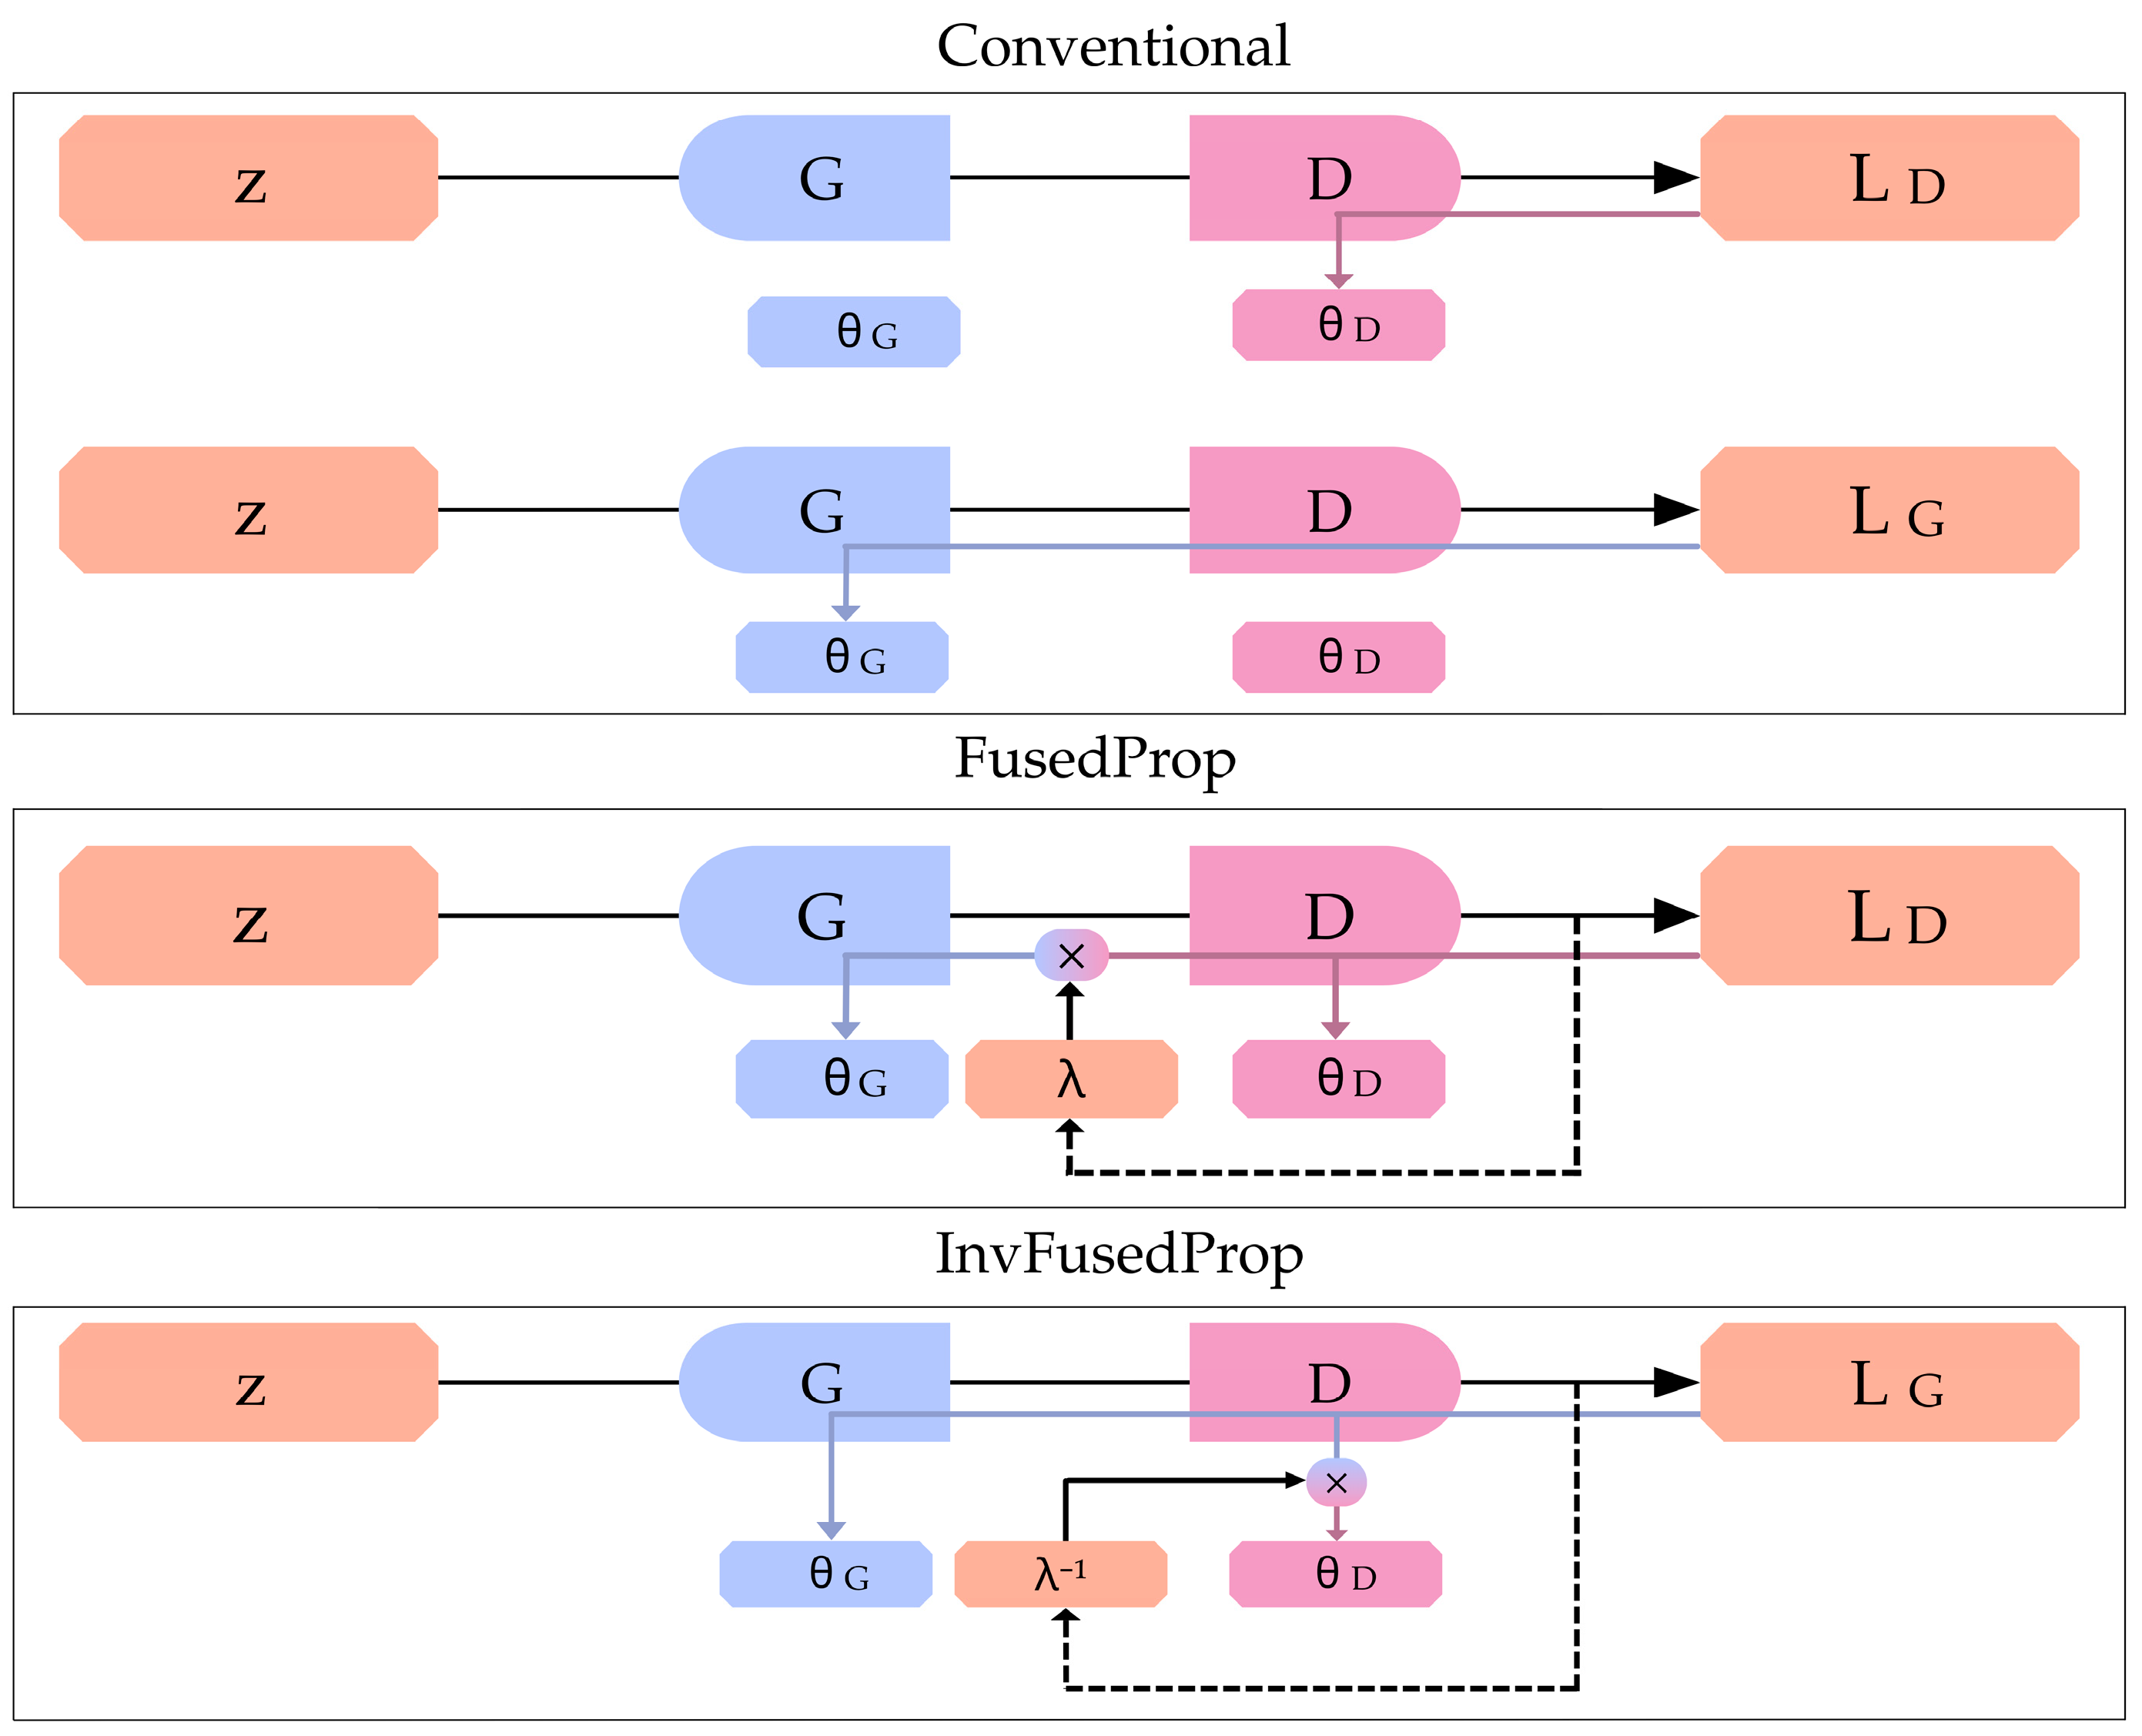 Conventional
z G D L D
θ G θ D
z G D L G
θ G θ D
FusedProp
z G D L D
×
θ G λ θ D
InvFusedProp
z G D L G
×
θ G λ⁻¹ θ D